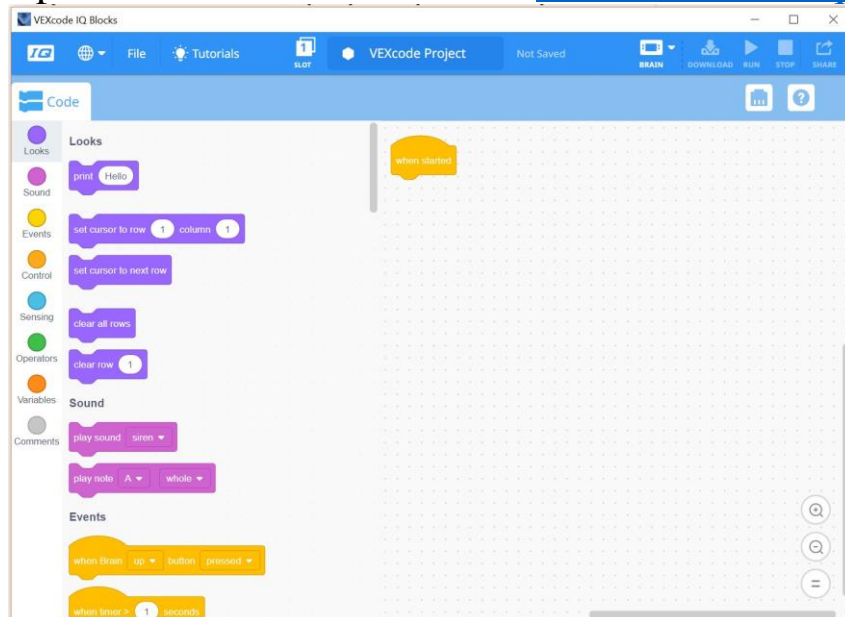 VEXcode IQ Blocks
IQ File Tutorials 1 SLOT VEXcode Project Not Saved BRAIN DOWNLOAD RUN STOP SHARE
Code
Looks
Sound
Events
Control
Sensing
Operators
Variables
Comments
Looks
print Hello
set cursor to row 1 column 1
set cursor to next row
clear all rows
clear row 1
Sound
play sound siren
play note A whole
Events
when Brain up button pressed
when timer > 1 seconds
when started